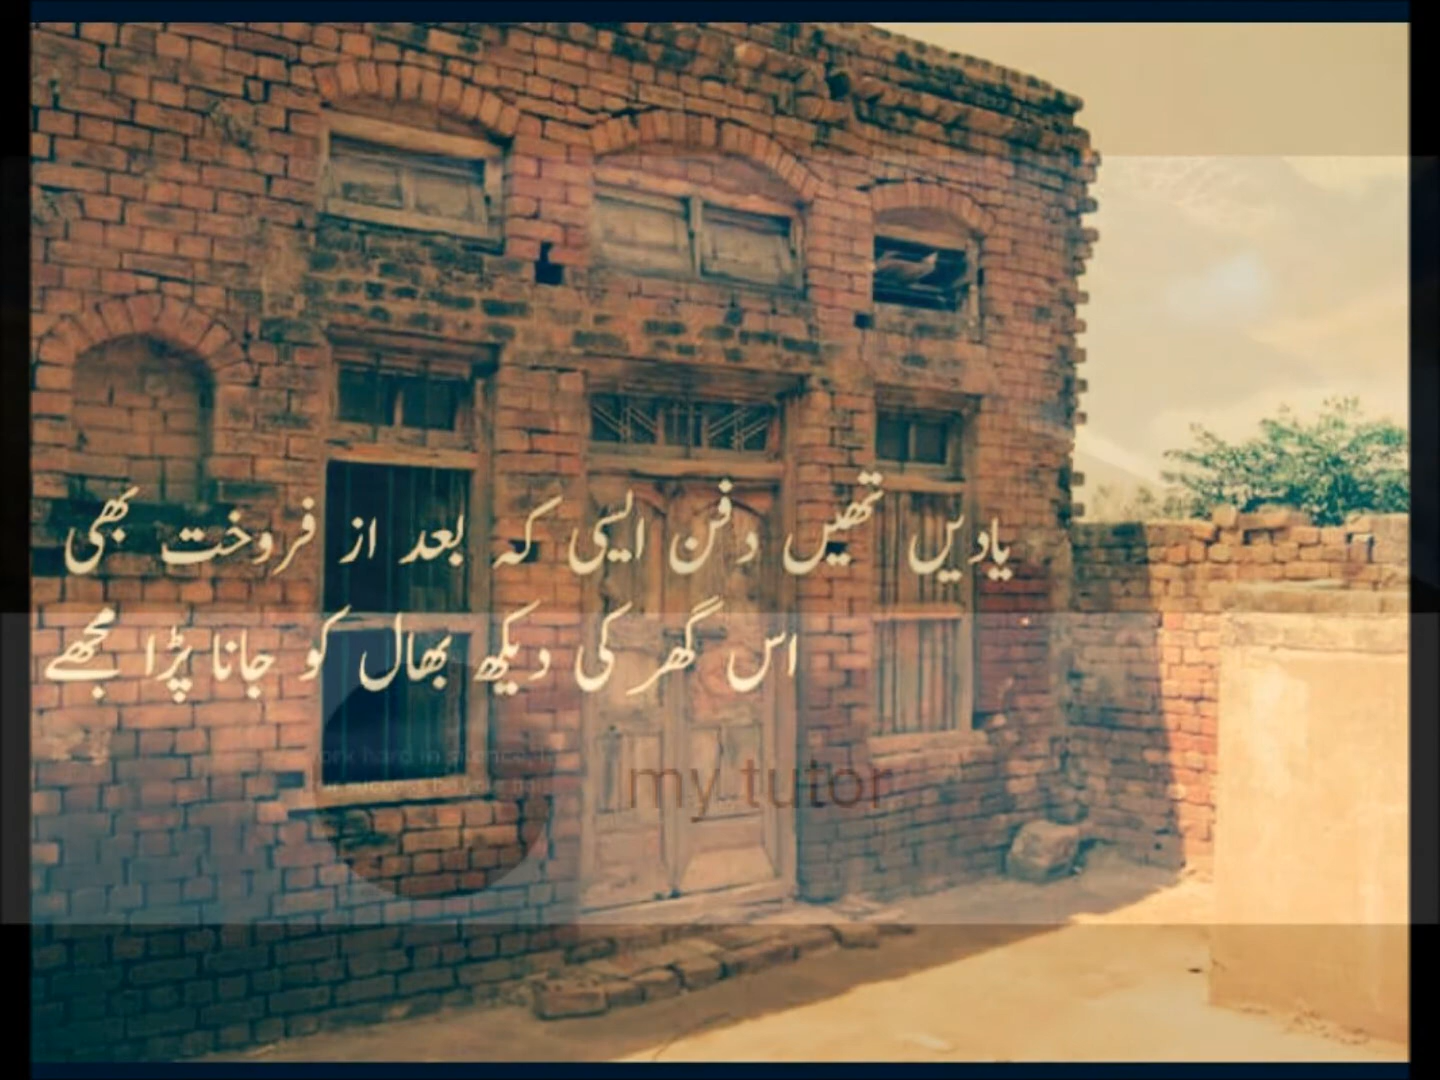 یادیں تھیں دفن ایسی کہ بعد از فروخت بھی
اس گھر کی دیکھ بھال کو جانا پڑا مجھے
my tutor